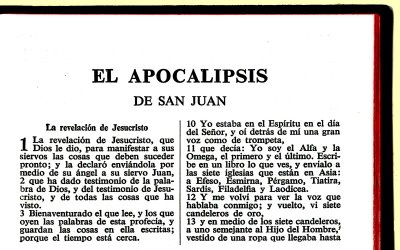 EL APOCALIPSIS
DE SAN JUAN
La revelación de Jesucristo
1 La revelación de Jesucristo, que
Dios le dio, para manifestar a sus
siervos las cosas que deben suceder
pronto; y la declaró enviándola por
medio de su ángel a su siervo Juan,
2 que ha dado testimonio de la pala-
bra de Dios, y del testimonio de Jesu-
cristo, y de todas las cosas que ha
visto.
3 Bienaventurado el que lee, y los que
oyen las palabras de esta profecía, y
guardan las cosas en ella escritas;
porque el tiempo está cerca.
10 Yo estaba en el Espíritu en el día
del Señor, y oí detrás de mí una gran
voz como de trompeta,
11 que decía: Yo soy el Alfa y la
Omega, el primero y el último. Escri-
be en un libro lo que ves, y envíalo a
las siete iglesias que están en Asia:
a Efeso, Esmirna, Pérgamo, Tiatira,
Sardis, Filadelfia y Laodicea.
12 Y me volví para ver la voz que
hablaba conmigo; y vuelto, vi siete
candeleros de oro,
13 y en medio de los siete candeleros,
a uno semejante al Hijo del Hombre,
vestido de una ropa que llegaba hasta